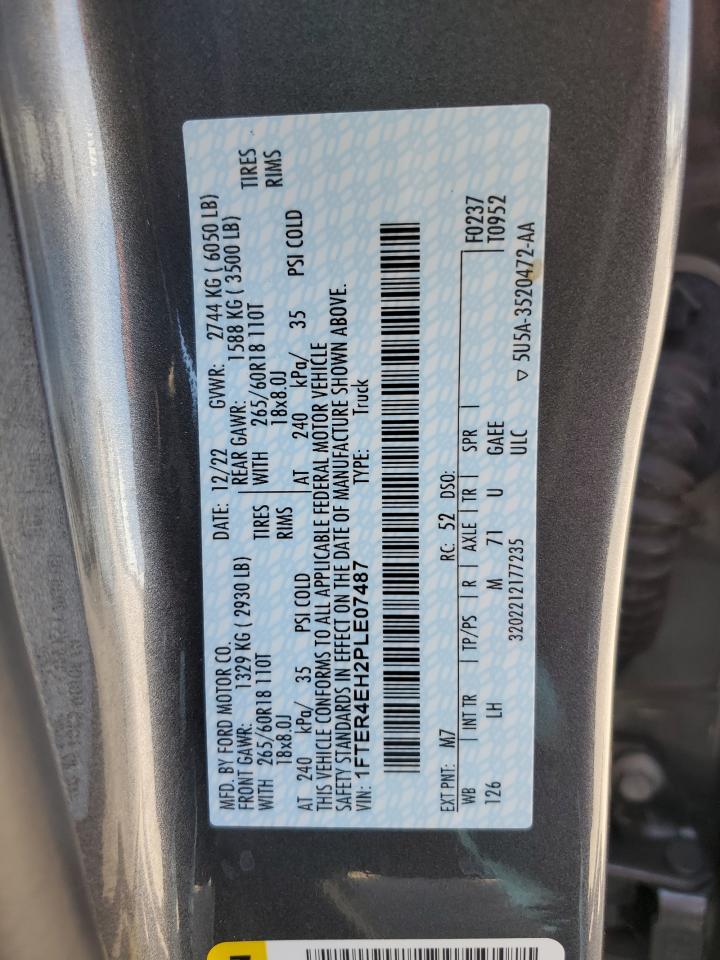 MFD. BY FORD MOTOR CO. DATE: 12/22 GVWR: 2744 KG ( 6050 LB)
FRONT GAWR: 1329 KG ( 2930 LB) REAR GAWR: 1588 KG ( 3500 LB)
WITH 265/60R18 110T TIRES WITH 265/60R18 110T TIRES
18x8.0J RIMS 18x8.0J RIMS
AT 240 kPa/ 35 PSI COLD AT 240 kPa/ 35 PSI COLD
THIS VEHICLE CONFORMS TO ALL APPLICABLE FEDERAL MOTOR VEHICLE
SAFETY STANDARDS IN EFFECT ON THE DATE OF MANUFACTURE SHOWN ABOVE.
VIN: 1FTER4EH2PLE07487 TYPE: Truck
EXT PNT: M7 RC: 52 DSO: F0237
WB INT TR TP/PS R AXLE TR SPR T0952
126 LH M 71 U GAEE
3202212177235 ULC
▽ 5U5A-3520472-AA